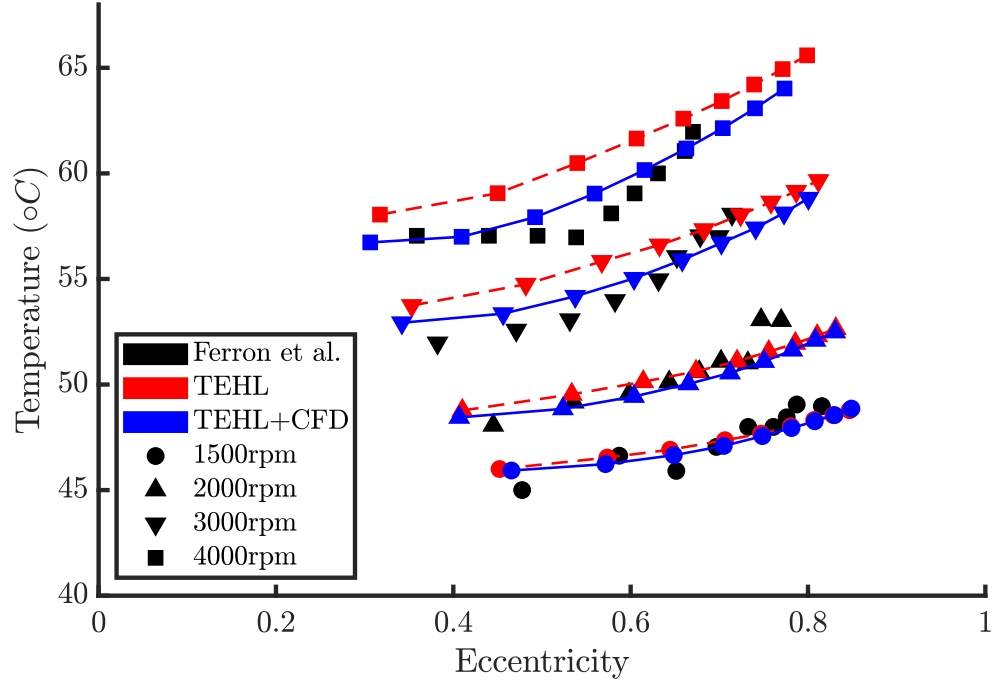 65
60
55
50
45
40
Temperature (∘C)
Ferron et al.
TEHL
TEHL+CFD
1500rpm
2000rpm
3000rpm
4000rpm
0 0.2 0.4 0.6 0.8 1
Eccentricity